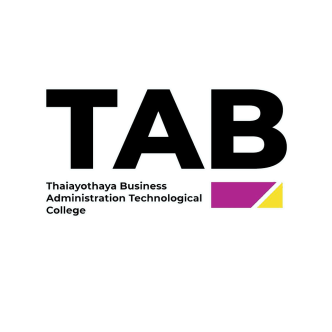 TAB
Thaiayothaya Business
Administration Technological
College